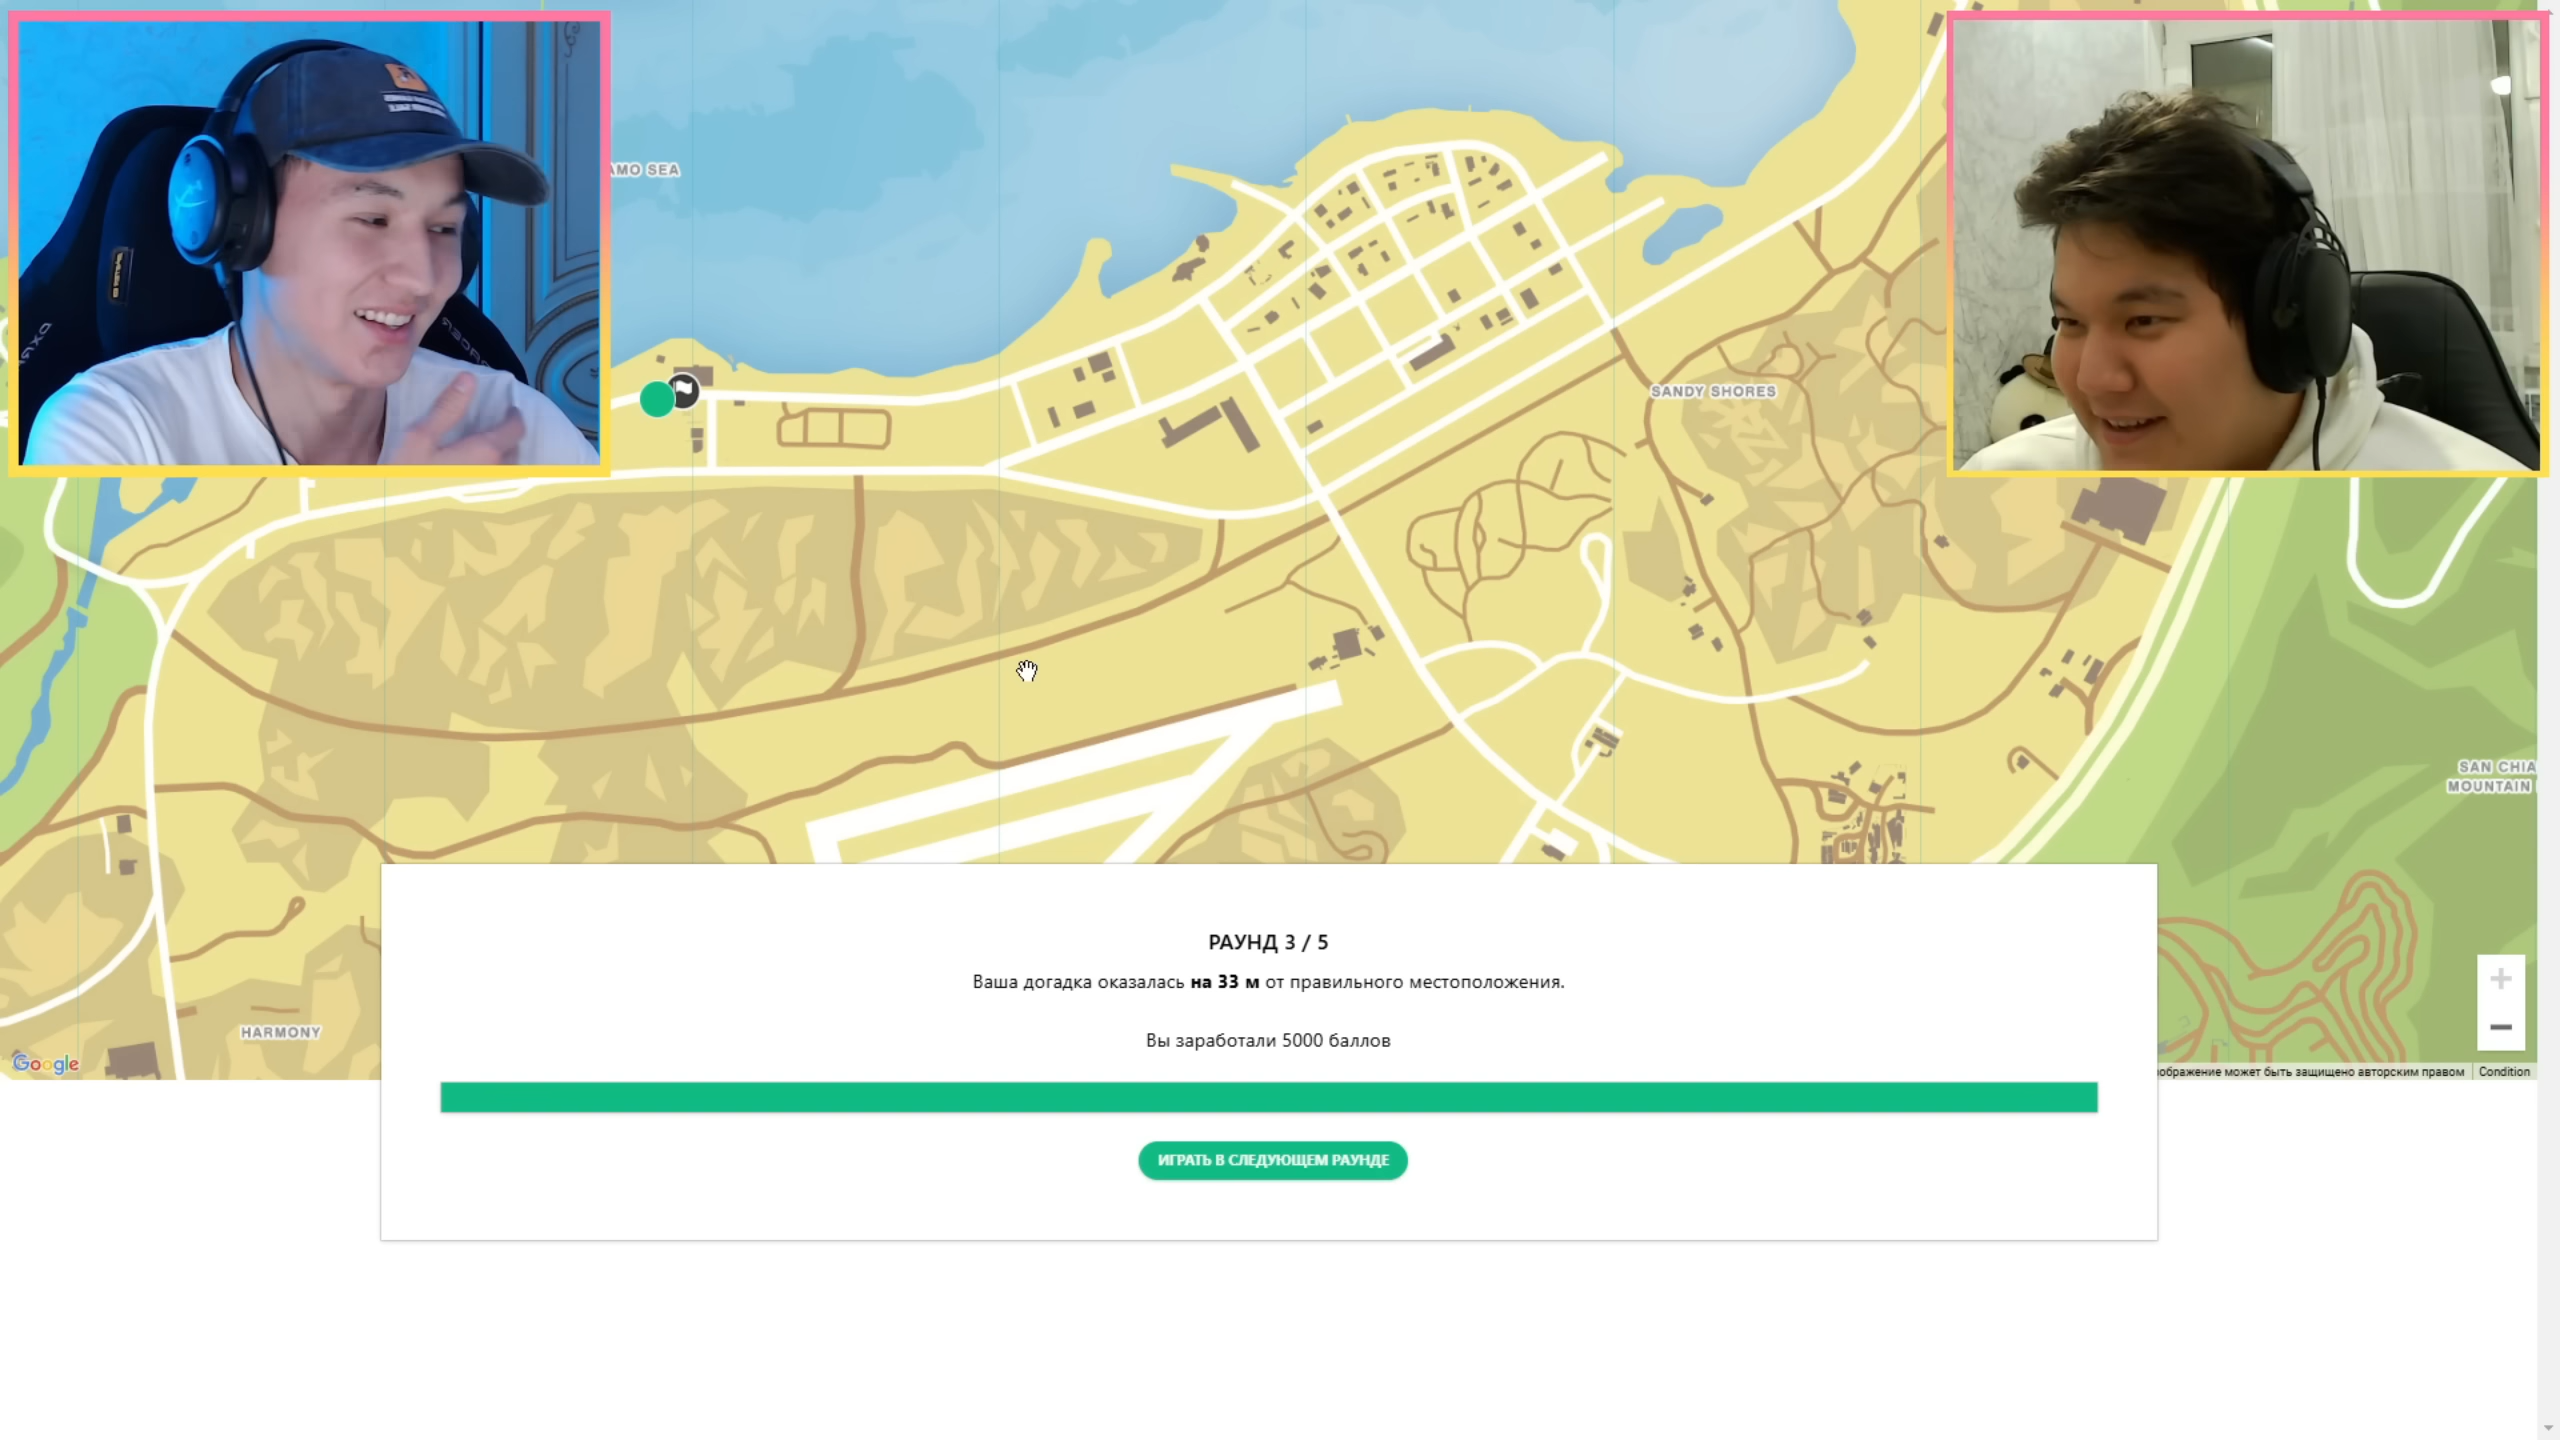 AMO SEA
SANDY SHORES
SAN CHIA
MOUNTAIN
HARMONY
РАУНД 3 / 5
Ваша догадка оказалась на 33 м от правильного местоположения.
Вы заработали 5000 баллов
ИГРАТЬ В СЛЕДУЮЩЕМ РАУНДЕ
Google
ображение может быть защищено авторским правом
Condition